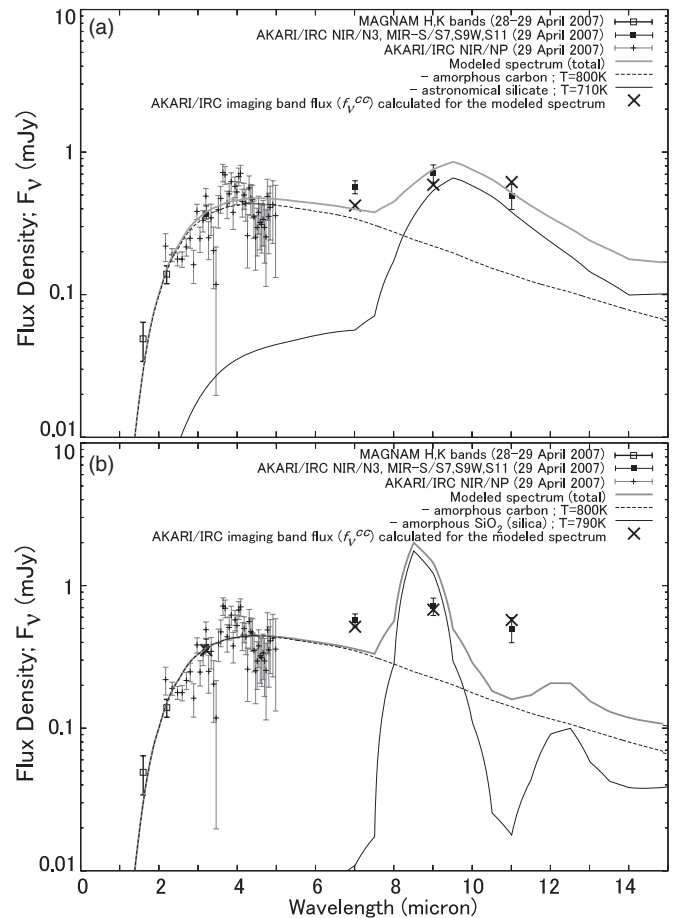 (a)
MAGNAM H,K bands (28-29 April 2007)
AKARI/IRC NIR/N3, MIR-S/S7,S9W,S11 (29 April 2007)
AKARI/IRC NIR/NP (29 April 2007)
Modeled spectrum (total)
- amorphous carbon ; T=800K
- astronomical silicate ; T=710K
AKARI/IRC imaging band flux (fνcc) calculated for the modeled spectrum
10
1
0.1
0.01
Flux Density; Fν (mJy)
(b)
MAGNAM H,K bands (28-29 April 2007)
AKARI/IRC NIR/N3, MIR-S/S7,S9W,S11 (29 April 2007)
AKARI/IRC NIR/NP (29 April 2007)
Modeled spectrum (total)
- amorphous carbon ; T=800K
- amorphous SiO2 (silica) ; T=790K
AKARI/IRC imaging band flux (fνcc) calculated for the modeled spectrum
10
1
0.1
0.01
Flux Density; Fν (mJy)
0 2 4 6 8 10 12 14
Wavelength (micron)